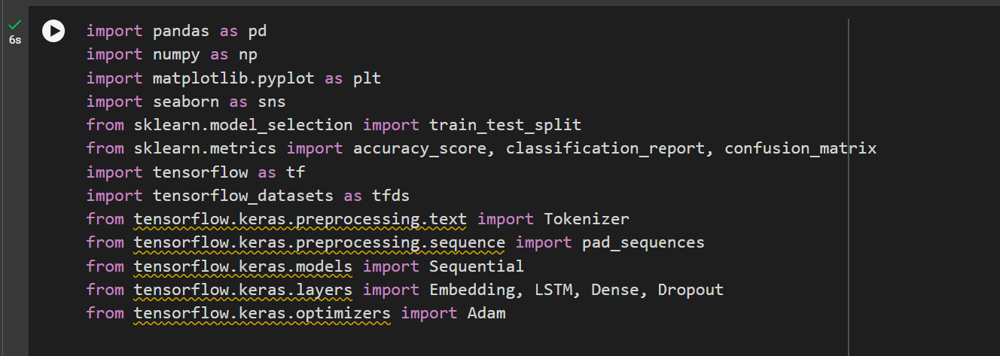 6s
import pandas as pd
import numpy as np
import matplotlib.pyplot as plt
import seaborn as sns
from sklearn.model_selection import train_test_split
from sklearn.metrics import accuracy_score, classification_report, confusion_matrix
import tensorflow as tf
import tensorflow_datasets as tfds
from tensorflow.keras.preprocessing.text import Tokenizer
from tensorflow.keras.preprocessing.sequence import pad_sequences
from tensorflow.keras.models import Sequential
from tensorflow.keras.layers import Embedding, LSTM, Dense, Dropout
from tensorflow.keras.optimizers import Adam